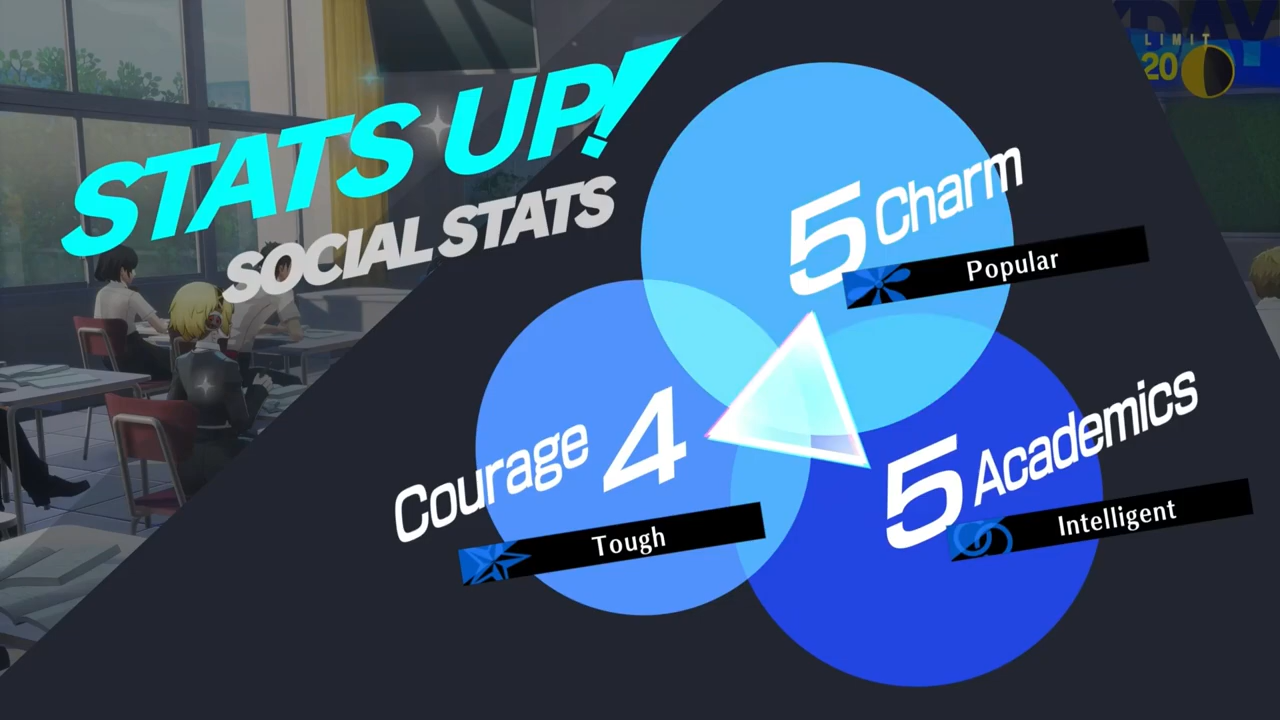 STATS UP!
SOCIAL STATS
LIMIT
20
5 Charm
Popular
Courage 4
Tough
5 Academics
Intelligent